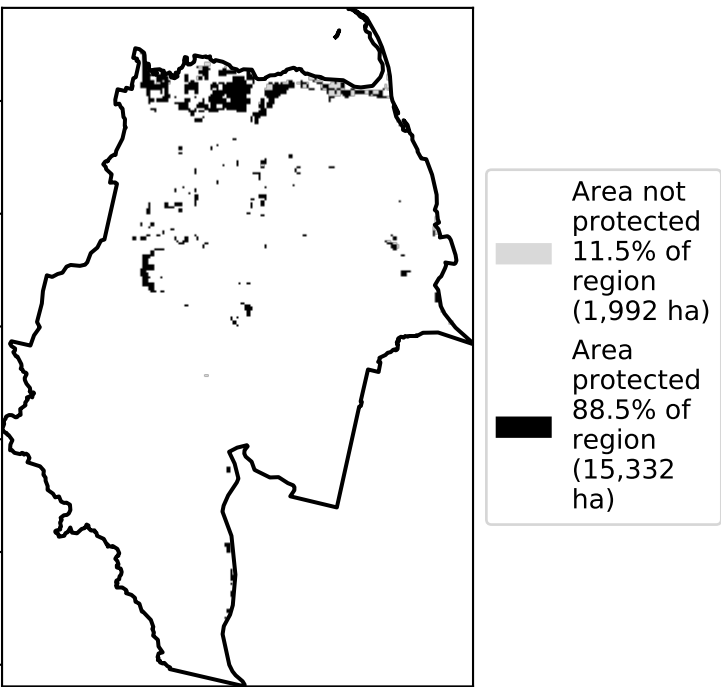 Area not
protected
11.5% of
region
(1,992 ha)
Area
protected
88.5% of
region
(15,332
ha)